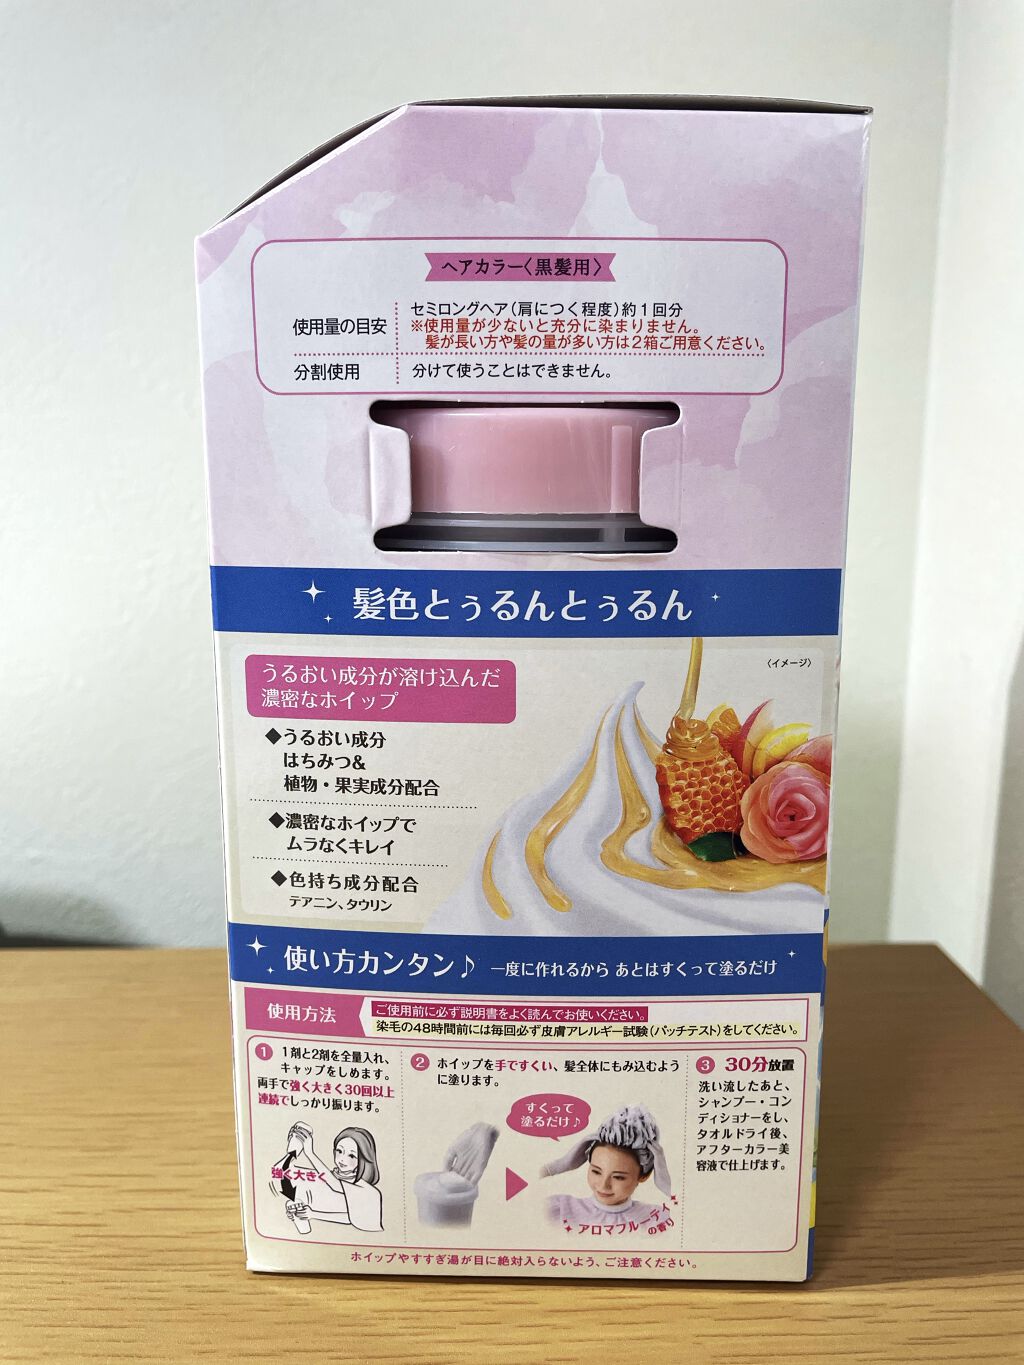 ヘアカラー〈黒髪用〉
使用量の目安
セミロングヘア（肩につく程度）約１回分
※使用量が少ないと充分に染まりません。
髪が長い方や髪の量が多い方は２箱ご用意ください。
分割使用
分けて使うことはできません。
髪色とぅるんとぅるん
〈イメージ〉
うるおい成分が溶け込んだ
濃密なホイップ
◆うるおい成分
はちみつ&
植物・果実成分配合
◆濃密なホイップで
ムラなくキレイ
◆色持ち成分配合
テアニン、タウリン
使い方カンタン♪ 一度に作れるから あとはすくって塗るだけ
使用方法
ご使用前に必ず説明書をよく読んでお使いください。
染毛の48時間前には毎回必ず皮膚アレルギー試験（パッチテスト）をしてください。
1 1剤と2剤を全量入れ、
キャップをしめます。
両手で強く大きく30回以上
連続でしっかり振ります。
強く大きく
2 ホイップを手ですくい、髪全体にもみ込むよう
に塗ります。
すくって
塗るだけ♪
アロマフルーティ
の香り
3 30分放置
洗い流したあと、
シャンプー・コン
ディショナーをし、
タオルドライ後、
アフターカラー美
容液で仕上げます。
ホイップやすすぎ湯が目に絶対入らないよう、ご注意ください。